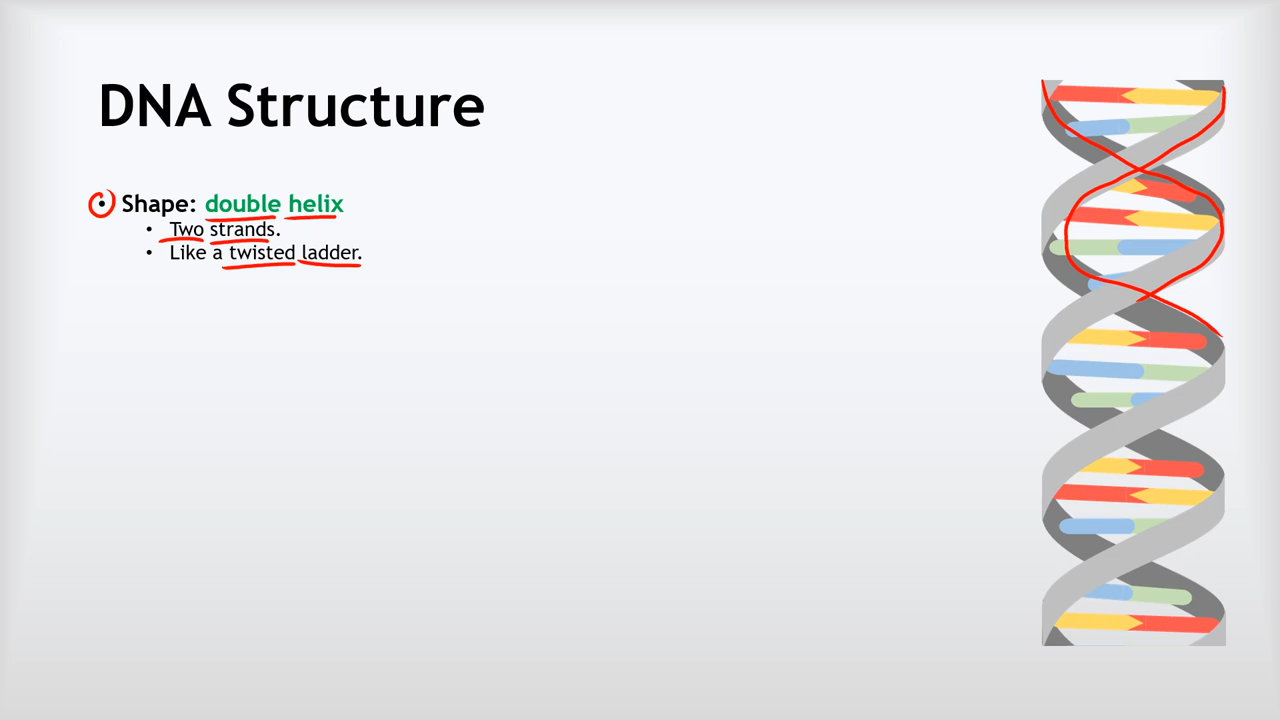 DNA Structure
• Shape: double helix
• Two strands.
• Like a twisted ladder.